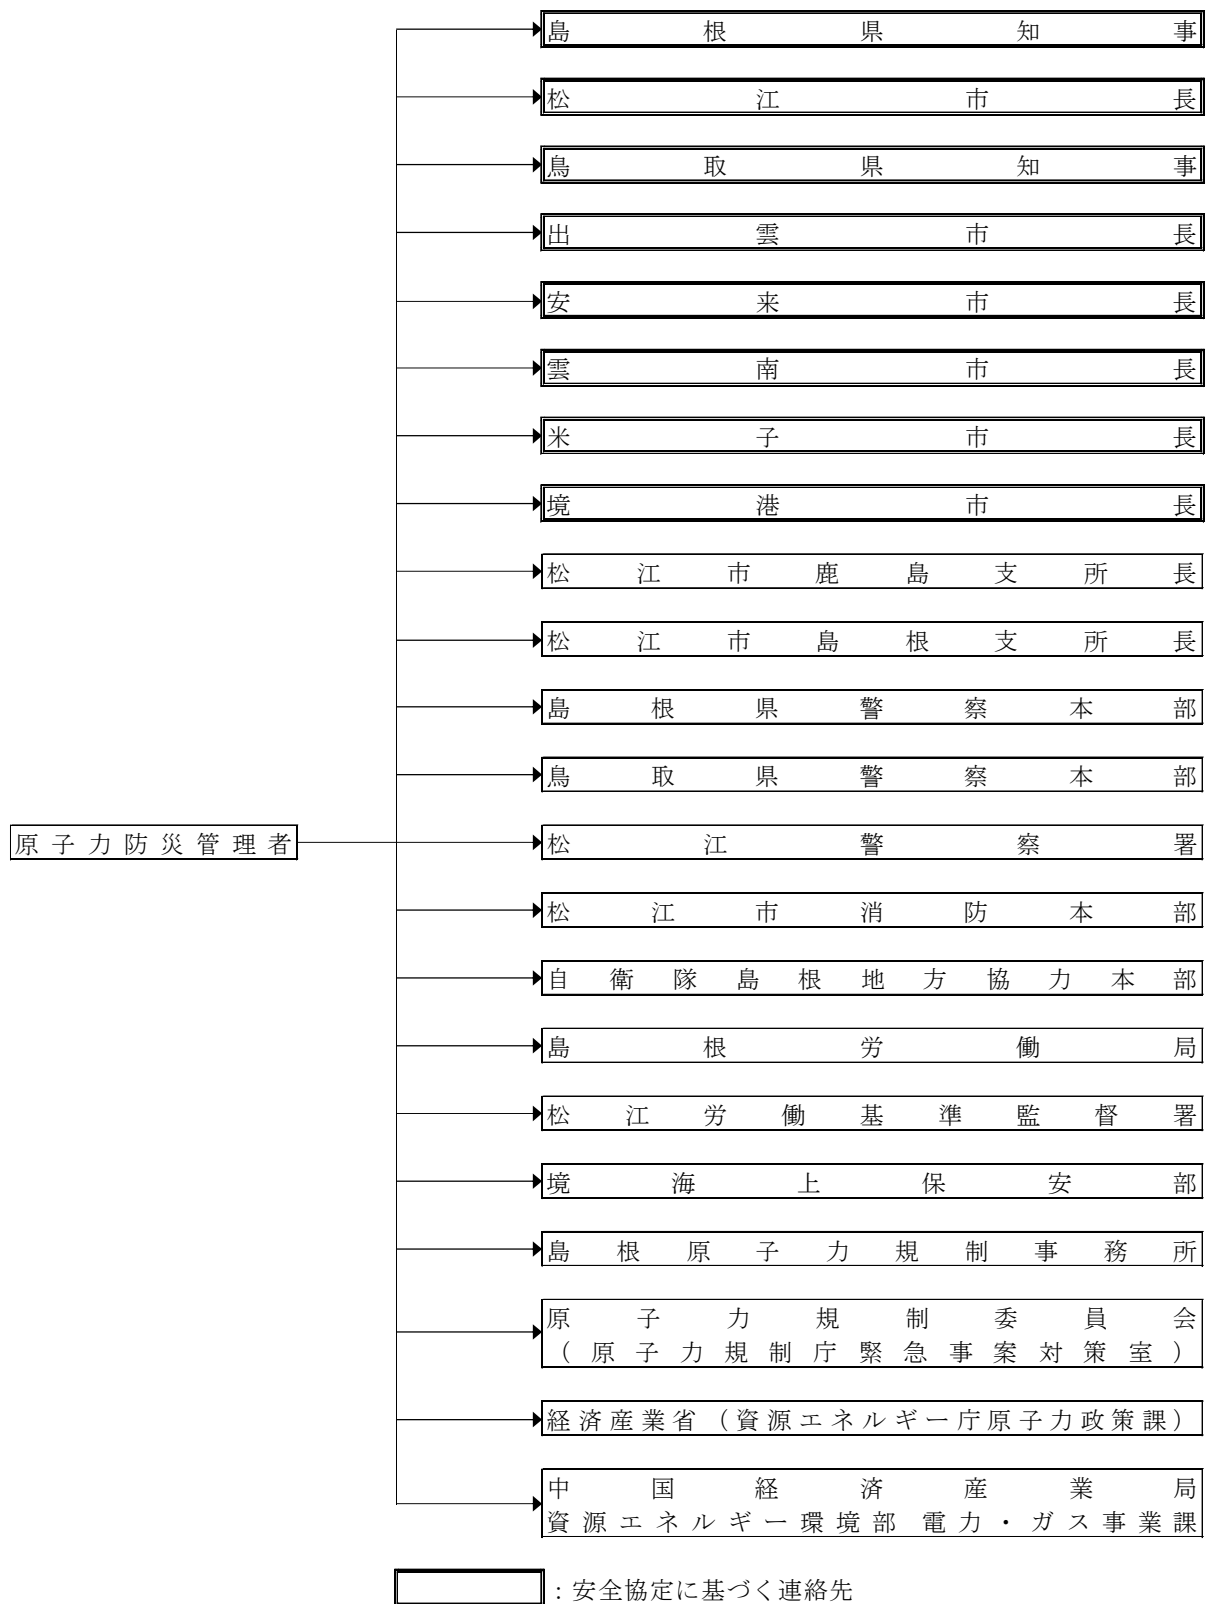 島根県知事
松江市長
鳥取県知事
出雲市長
安来市長
雲南市長
米子市長
境港市長
松江市鹿島支所長
松江市島根支所長
島根県警察本部
鳥取県警察本部
原子力防災管理者
松江警察署
松江市消防本部
自衛隊島根地方協力本部
島根労働局
松江労働基準監督署
境海上保安部
島根原子力規制事務所
原子力規制委員会
（原子力規制庁緊急事案対策室）
経済産業省（資源エネルギー庁原子力政策課）
中国経済産業局
資源エネルギー環境部 電力・ガス事業課
：安全協定に基づく連絡先